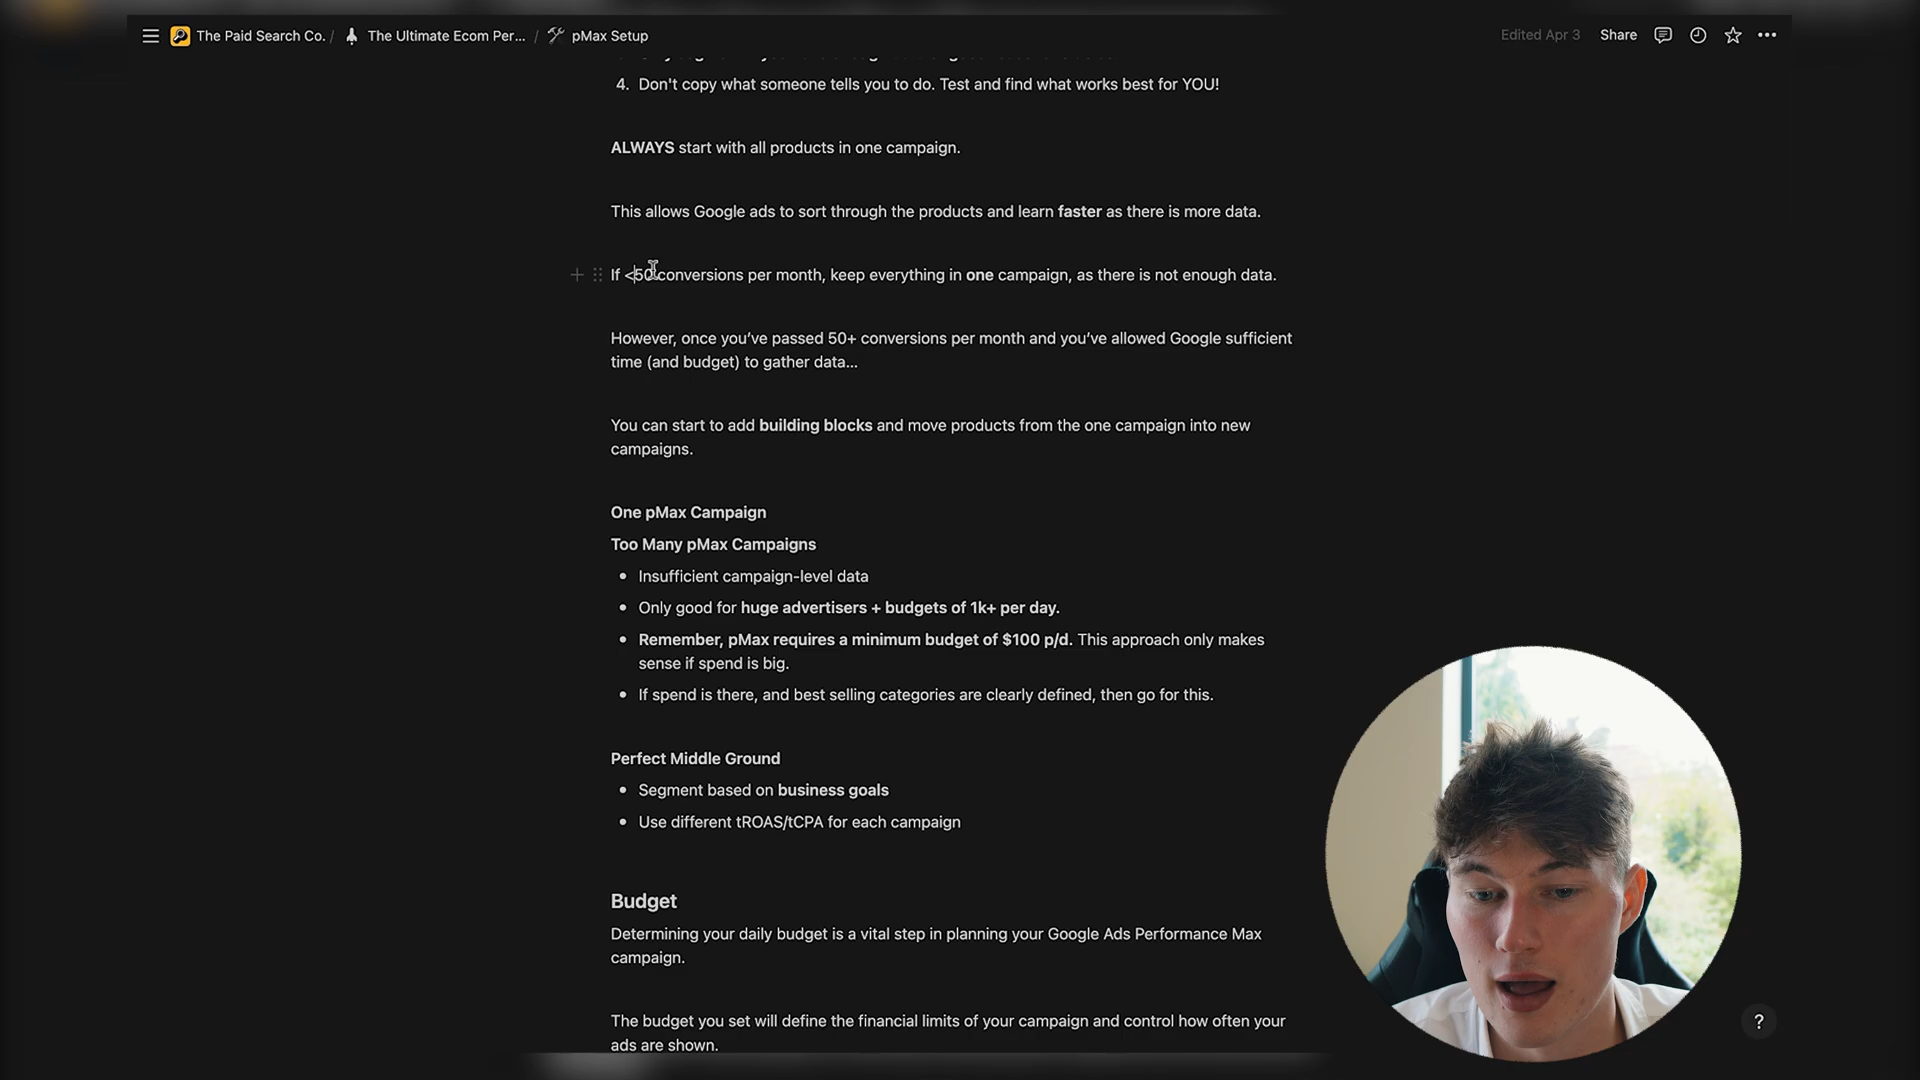 The Paid Search Co. / The Ultimate Ecom Per... / pMax Setup
Edited Apr 3 Share
4. Don't copy what someone tells you to do. Test and find what works best for YOU!
ALWAYS start with all products in one campaign.
This allows Google ads to sort through the products and learn faster as there is more data.
If <50 conversions per month, keep everything in one campaign, as there is not enough data.
However, once you’ve passed 50+ conversions per month and you’ve allowed Google sufficient
time (and budget) to gather data...
You can start to add building blocks and move products from the one campaign into new
campaigns.
One pMax Campaign
Too Many pMax Campaigns
• Insufficient campaign-level data
• Only good for huge advertisers + budgets of 1k+ per day.
• Remember, pMax requires a minimum budget of $100 p/d. This approach only makes
sense if spend is big.
• If spend is there, and best selling categories are clearly defined, then go for this.
Perfect Middle Ground
• Segment based on business goals
• Use different tROAS/tCPA for each campaign
Budget
Determining your daily budget is a vital step in planning your Google Ads Performance Max
campaign.
The budget you set will define the financial limits of your campaign and control how often your
ads are shown.
?